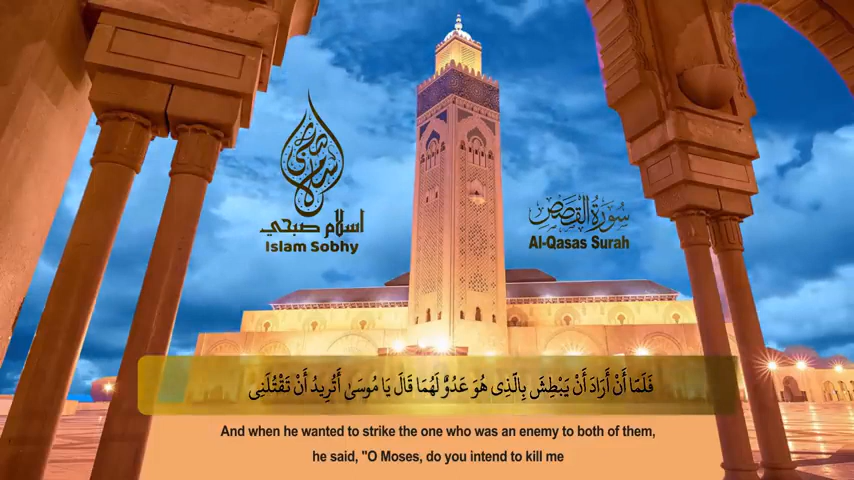 اسلام صبحي
Islam Sobhy
سورة القصص
Al-Qasas Surah
فَلَمَّا أَنْ أَرَادَ أَنْ يَبْطِشَ بِالَّذِى هُوَ عَدُوٌّ لَهُمَا قَالَ يَا مُوسَىٰ أَتُرِيدُ أَنْ تَقْتُلَنِى
And when he wanted to strike the one who was an enemy to both of them,
he said, "O Moses, do you intend to kill me